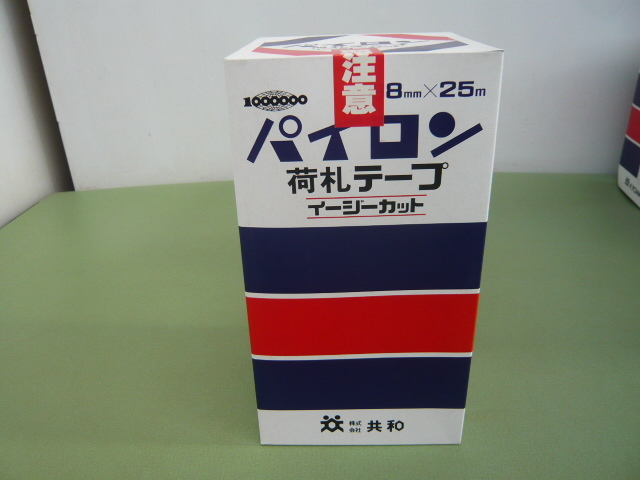 注意
1000000
8mm×25m
パイロン
荷札テープ
イージーカット
株式会社 共和